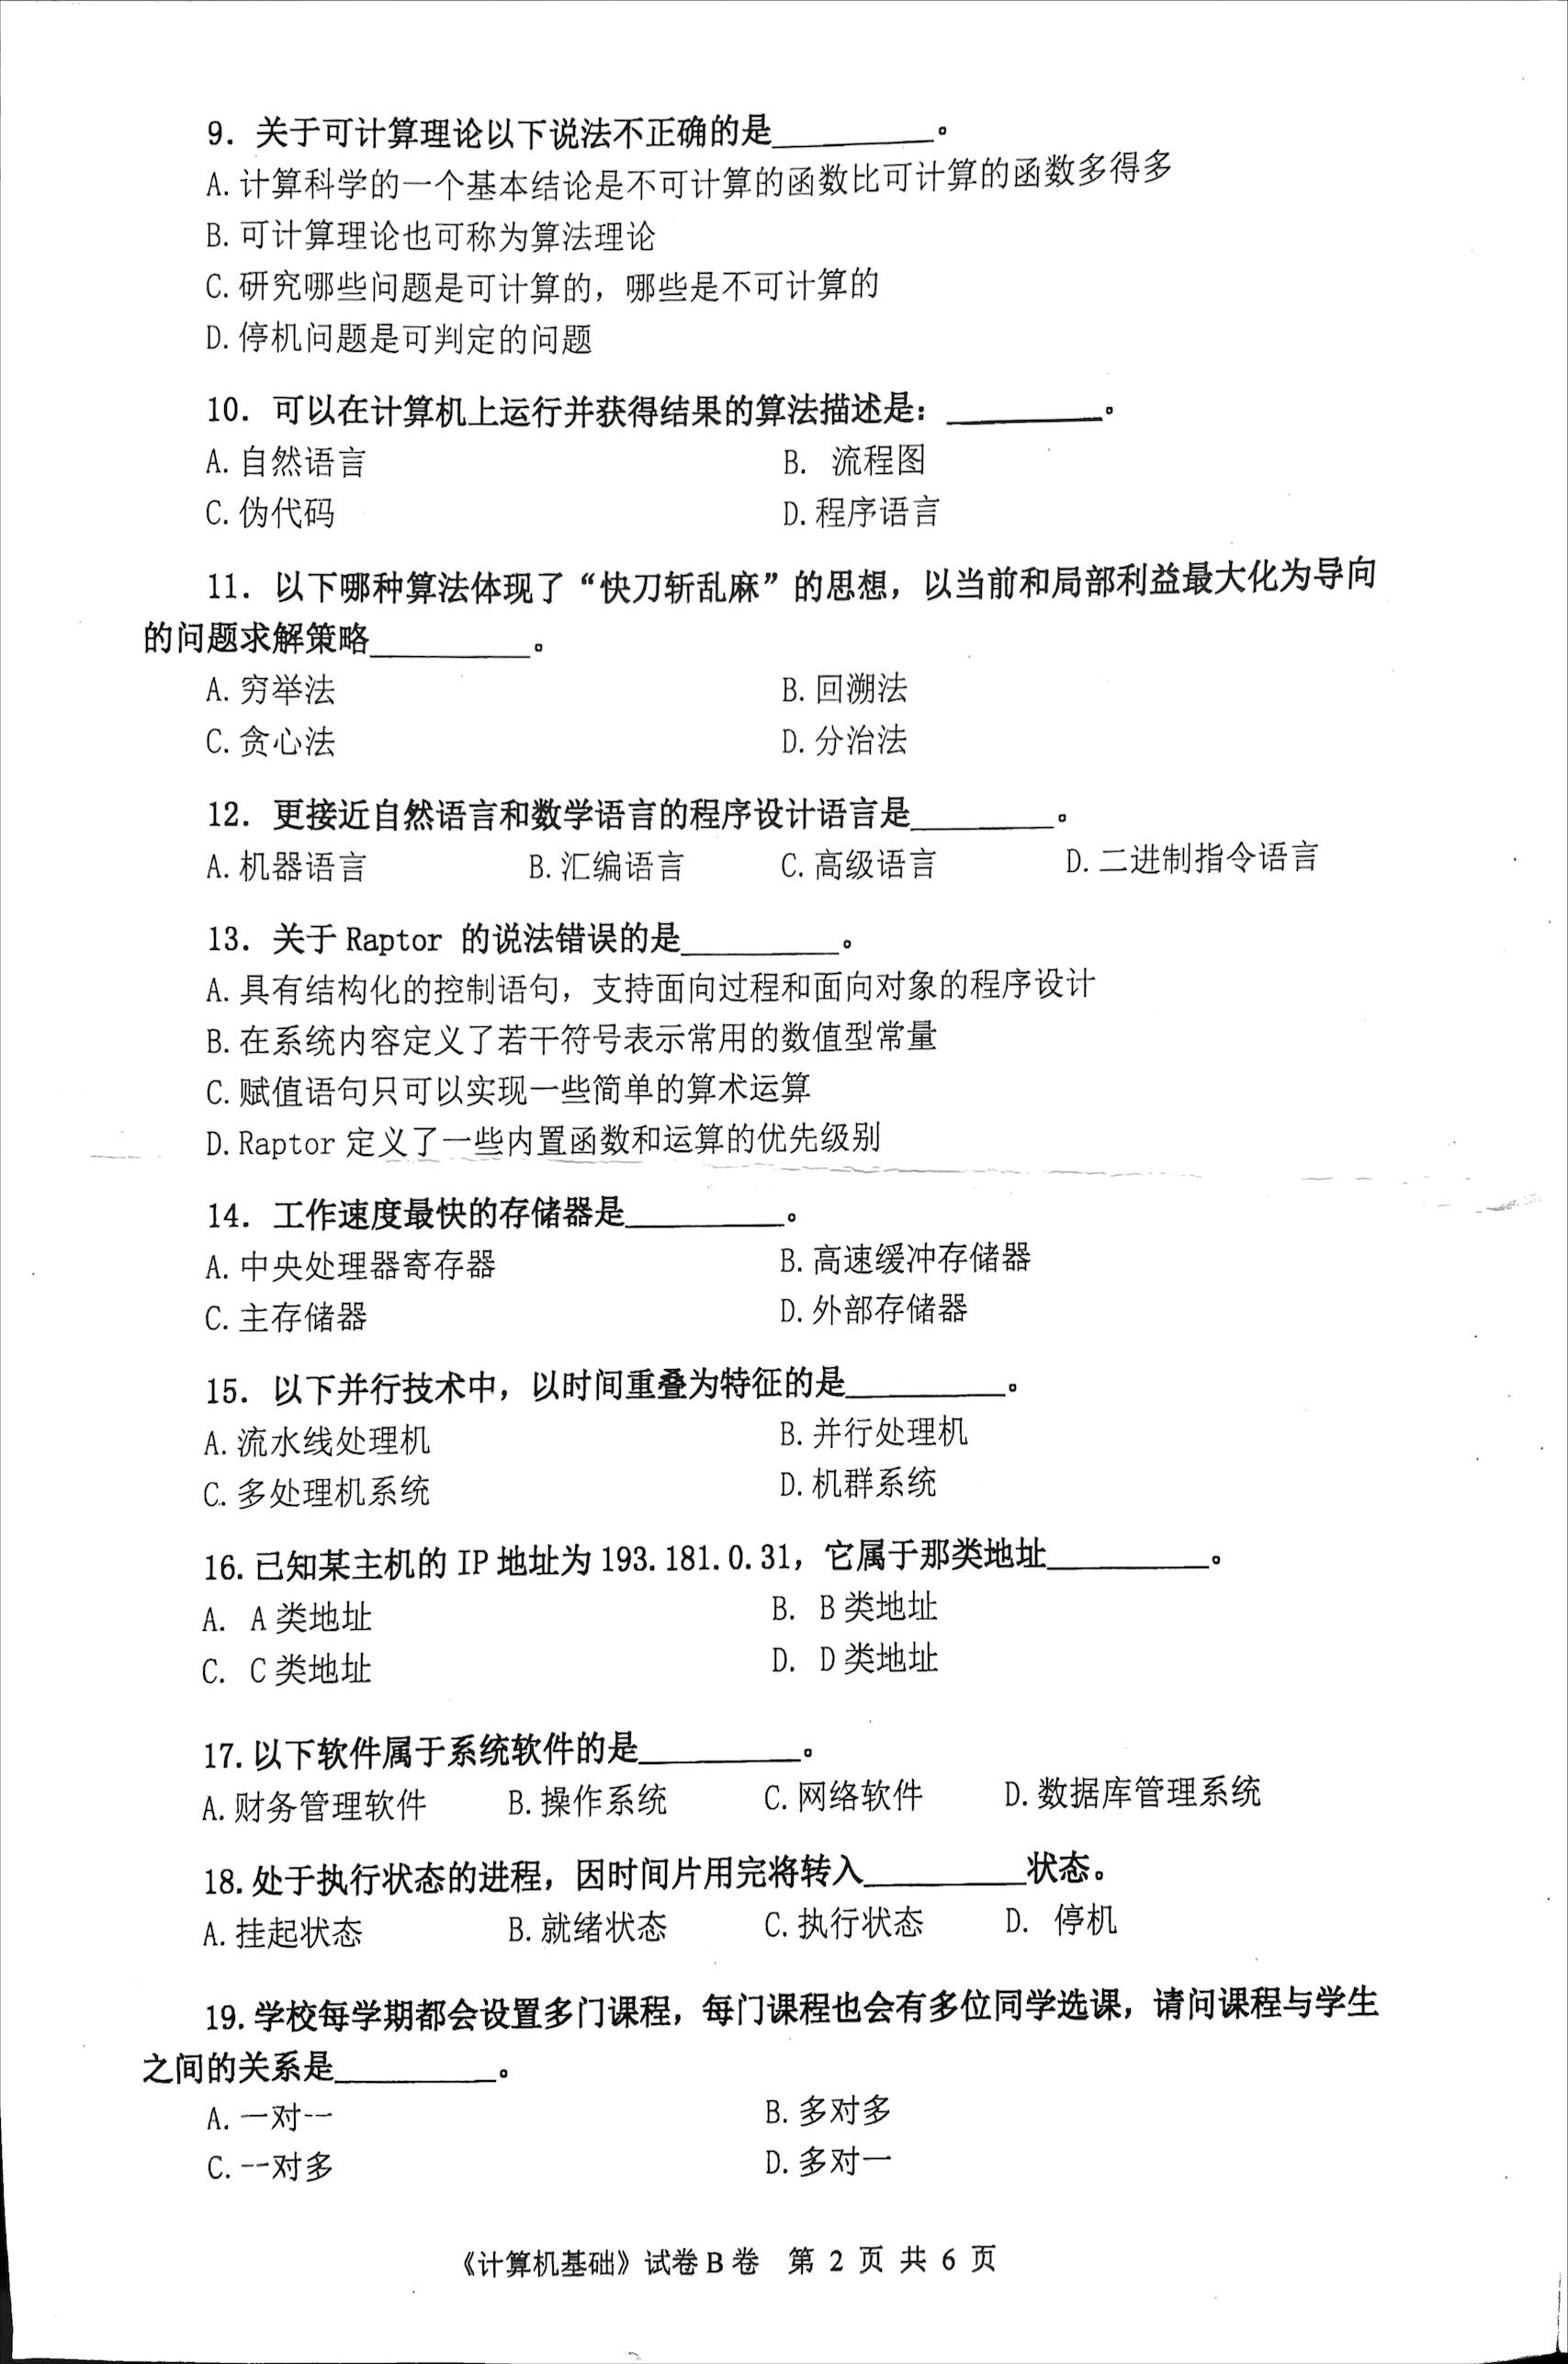 9. 关于可计算理论以下说法不正确的是__________。
A.计算科学的一个基本结论是不可计算的函数比可计算的函数多得多
B.可计算理论也可称为算法理论
C.研究哪些问题是可计算的，哪些是不可计算的
D.停机问题是可判定的问题
10. 可以在计算机上运行并获得结果的算法描述是：__________。
A.自然语言 B. 流程图
C.伪代码 D.程序语言
11. 以下哪种算法体现了“快刀斩乱麻”的思想，以当前和局部利益最大化为导向
的问题求解策略__________。
A.穷举法 B.回溯法
C.贪心法 D.分治法
12. 更接近自然语言和数学语言的程序设计语言是_________。
A.机器语言 B.汇编语言 C.高级语言 D.二进制指令语言
13. 关于 Raptor 的说法错误的是__________。
A.具有结构化的控制语句，支持面向过程和面向对象的程序设计
B.在系统内容定义了若干符号表示常用的数值型常量
C.赋值语句只可以实现一些简单的算术运算
D.Raptor 定义了一些内置函数和运算的优先级别
14. 工作速度最快的存储器是__________。
A.中央处理器寄存器 B.高速缓冲存储器
C.主存储器 D.外部存储器
15. 以下并行技术中，以时间重叠为特征的是__________。
A.流水线处理机 B.并行处理机
C.多处理机系统 D.机群系统
16.已知某主机的 IP 地址为 193.181.0.31，它属于那类地址__________。
A. A 类地址 B. B 类地址
C. C 类地址 D. D 类地址
17.以下软件属于系统软件的是__________。
A.财务管理软件 B.操作系统 C.网络软件 D.数据库管理系统
18.处于执行状态的进程，因时间片用完将转入__________状态。
A.挂起状态 B.就绪状态 C.执行状态 D. 停机
19.学校每学期都会设置多门课程，每门课程也会有多位同学选课，请问课程与学生
之间的关系是__________。
A.一对一 B.多对多
C.一对多 D.多对一
《计算机基础》试卷 B 卷 第 2 页 共 6 页